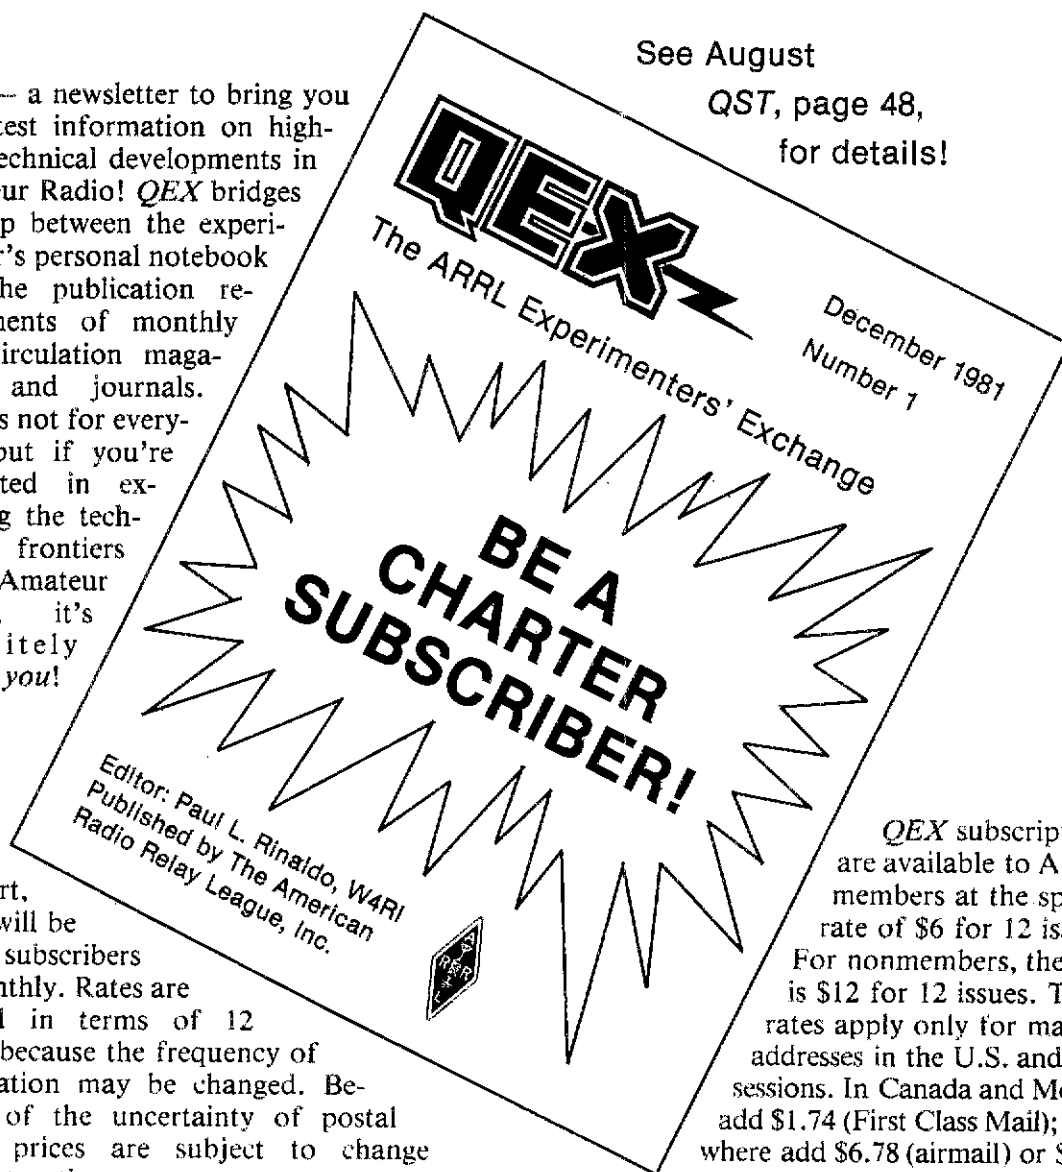 See August
QST, page 48,
for details!
— a newsletter to bring you
test information on high-
echnical developments in
ur Radio! QEX bridges
p between the experi-
r's personal notebook
he publication re-
nents of monthly
irculation maga-
and journals.
s not for every-
out if you're
ted in ex-
g the tech-
frontiers
Amateur
it's
itely
you!
QEX
The ARRL Experimenters' Exchange
December 1981
Number 1
BE A
CHARTER
SUBSCRIBER!
Editor: Paul L. Rinaldo, W4RI
Published by The American
Radio Relay League, Inc.
ARRL
rt,
will be
subscribers
nthly. Rates are
l in terms of 12
because the frequency of
ation may be changed. Be-
of the uncertainty of postal
prices are subject to change
QEX subscrip
are available to A
members at the sp
rate of $6 for 12 is
For nonmembers, the
is $12 for 12 issues. T
rates apply only for ma
addresses in the U.S. and
sessions. In Canada and Me
add $1.74 (First Class Mail);
where add $6.78 (airmail) or $